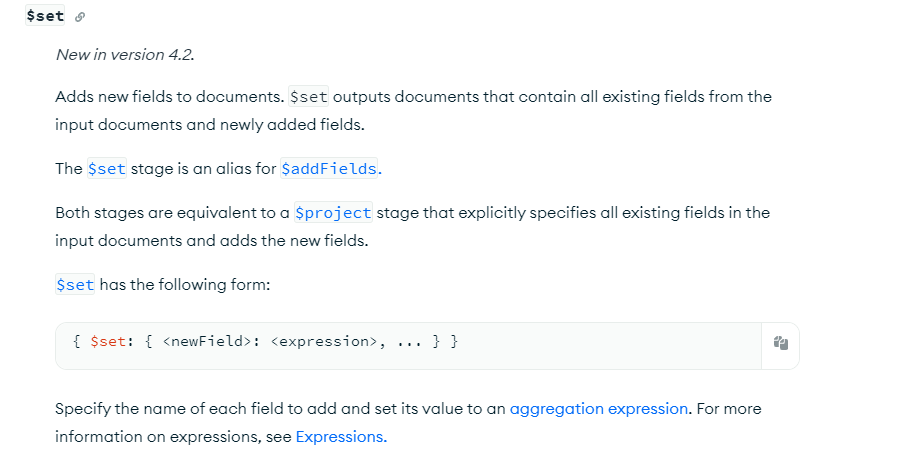 $set
New in version 4.2.
Adds new fields to documents. $set outputs documents that contain all existing fields from the
input documents and newly added fields.
The $set stage is an alias for $addFields.
Both stages are equivalent to a $project stage that explicitly specifies all existing fields in the
input documents and adds the new fields.
$set has the following form:
{ $set: { <newField>: <expression>, ... } }
Specify the name of each field to add and set its value to an aggregation expression. For more
information on expressions, see Expressions.